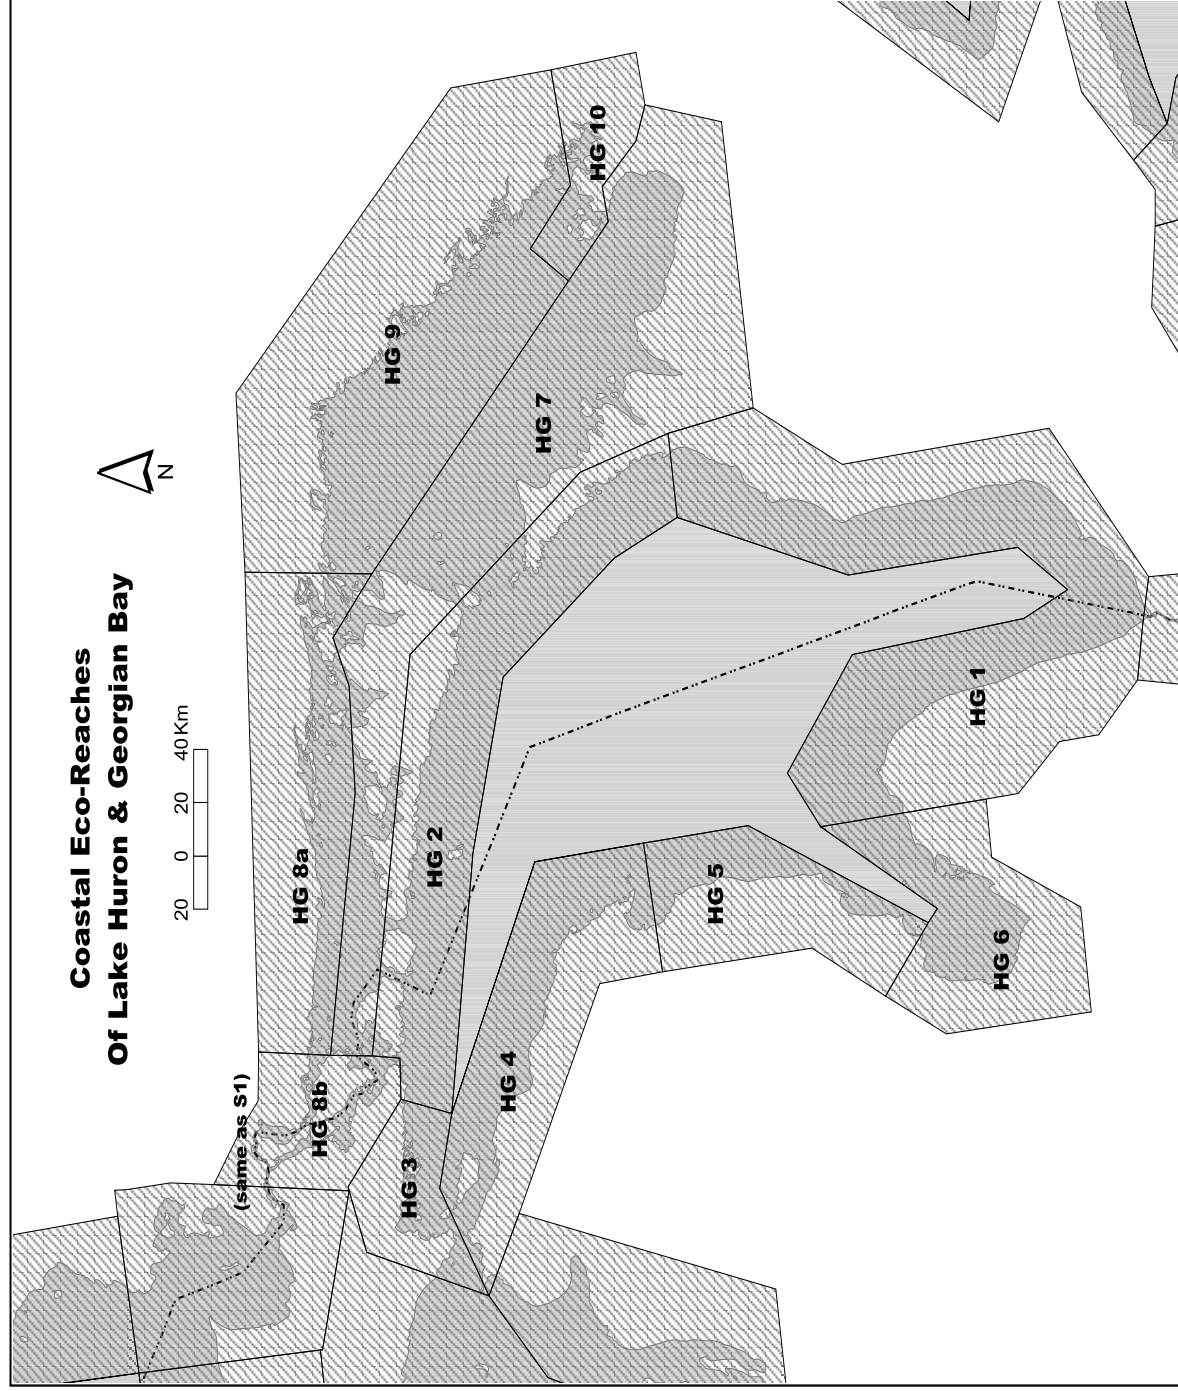 Coastal Eco-Reaches
Of Lake Huron & Georgian Bay
20 0 20 40 Km
N
(same as S1)
HG 8b
HG 8a
HG 9
HG 10
HG 7
HG 3
HG 2
HG 4
HG 5
HG 6
HG 1